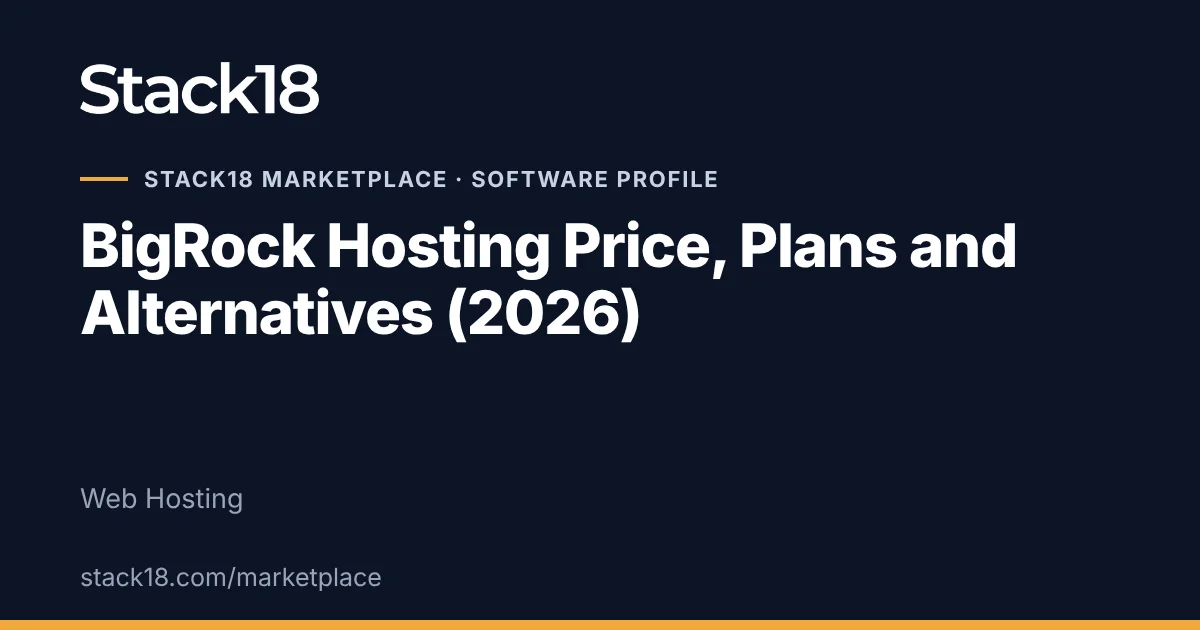 Stack18
STACK18 MARKETPLACE · SOFTWARE PROFILE
BigRock Hosting Price, Plans and
Alternatives (2026)
Web Hosting
stack18.com/marketplace